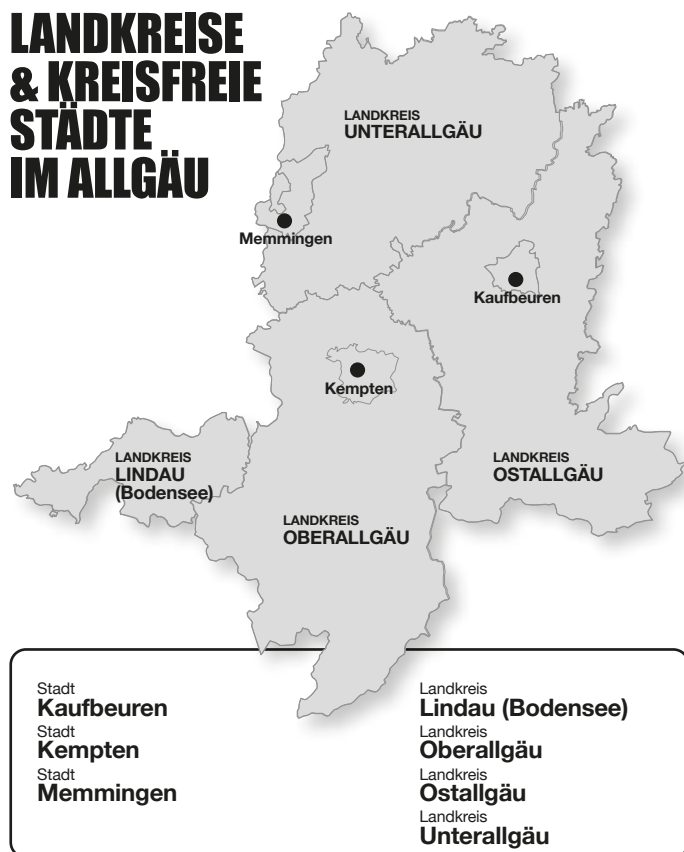 LANDKREISE
& KREISFREIE
STÄDTE
IM ALLGÄU
LANDKREIS
UNTERALLGÄU
Memmingen
Kaufbeuren
Kempten
LANDKREIS
LINDAU
(Bodensee)
LANDKREIS
OSTALLGÄU
LANDKREIS
OBERALLGÄU
Stadt
Kaufbeuren
Stadt
Kempten
Stadt
Memmingen
Landkreis
Lindau (Bodensee)
Landkreis
Oberallgäu
Landkreis
Ostallgäu
Landkreis
Unterallgäu